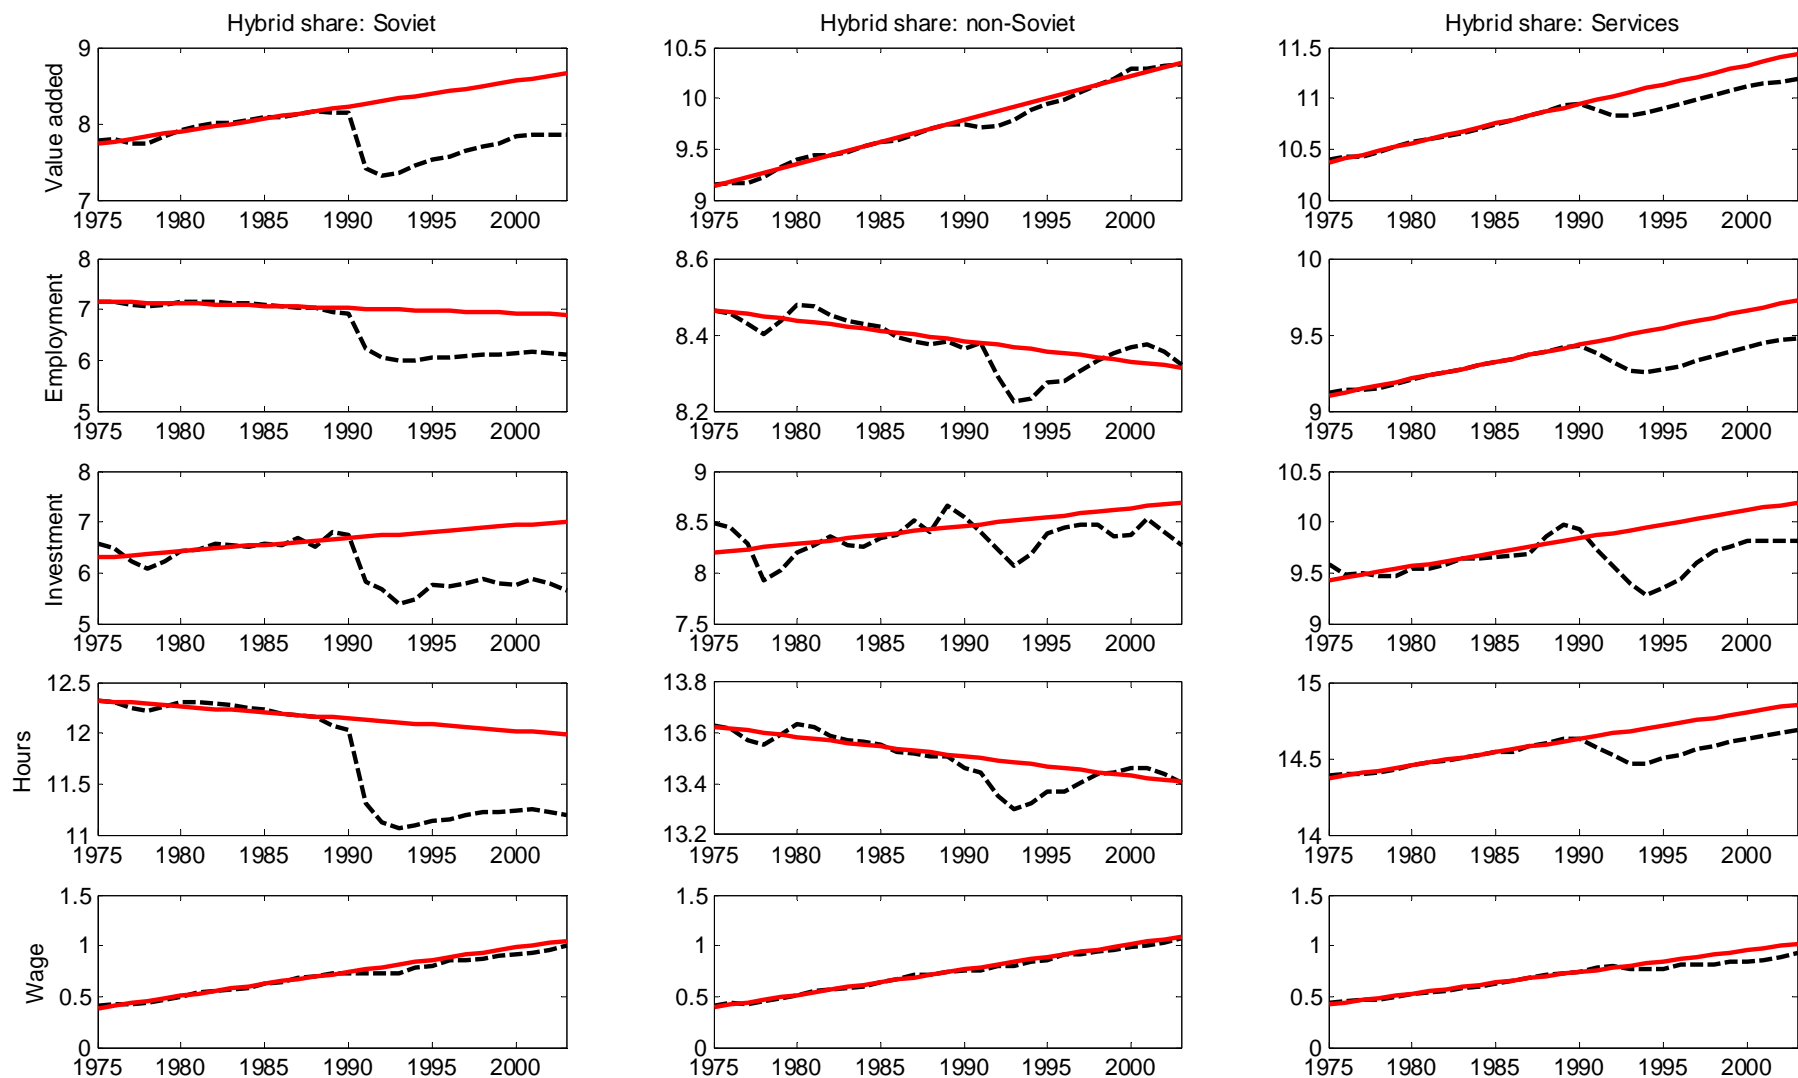 Hybrid share: Soviet
Hybrid share: non-Soviet
Hybrid share: Services
Value added
9
8
7
1975 1980 1985 1990 1995 2000
10.5
10
9.5
9
1975 1980 1985 1990 1995 2000
11.5
11
10.5
10
1975 1980 1985 1990 1995 2000
Employment
8
7
6
5
1975 1980 1985 1990 1995 2000
8.6
8.4
8.2
1975 1980 1985 1990 1995 2000
10
9.5
9
1975 1980 1985 1990 1995 2000
Investment
8
7
6
5
1975 1980 1985 1990 1995 2000
9
8.5
8
7.5
1975 1980 1985 1990 1995 2000
10.5
10
9.5
9
1975 1980 1985 1990 1995 2000
Hours
12.5
12
11.5
11
1975 1980 1985 1990 1995 2000
13.8
13.6
13.4
13.2
1975 1980 1985 1990 1995 2000
15
14.5
14
1975 1980 1985 1990 1995 2000
Wage
1.5
1
0.5
0
1975 1980 1985 1990 1995 2000
1.5
1
0.5
0
1975 1980 1985 1990 1995 2000
1.5
1
0.5
0
1975 1980 1985 1990 1995 2000